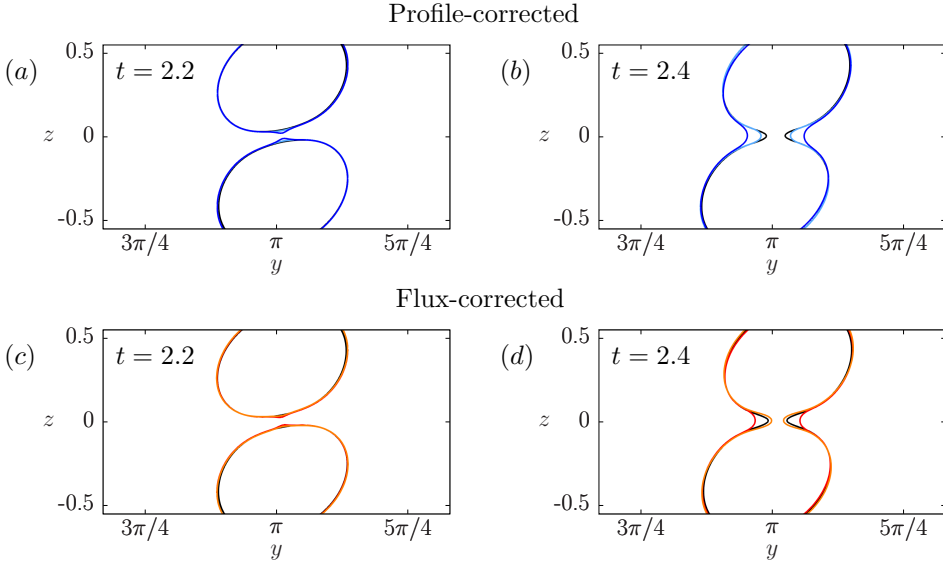 Profile-corrected
(a) t = 2.2
(b) t = 2.4
0.5
0
-0.5
z
3π/4 π 5π/4
y
0.5
0
-0.5
z
3π/4 π 5π/4
y
Flux-corrected
(c) t = 2.2
(d) t = 2.4
0.5
0
-0.5
z
3π/4 π 5π/4
y
0.5
0
-0.5
z
3π/4 π 5π/4
y